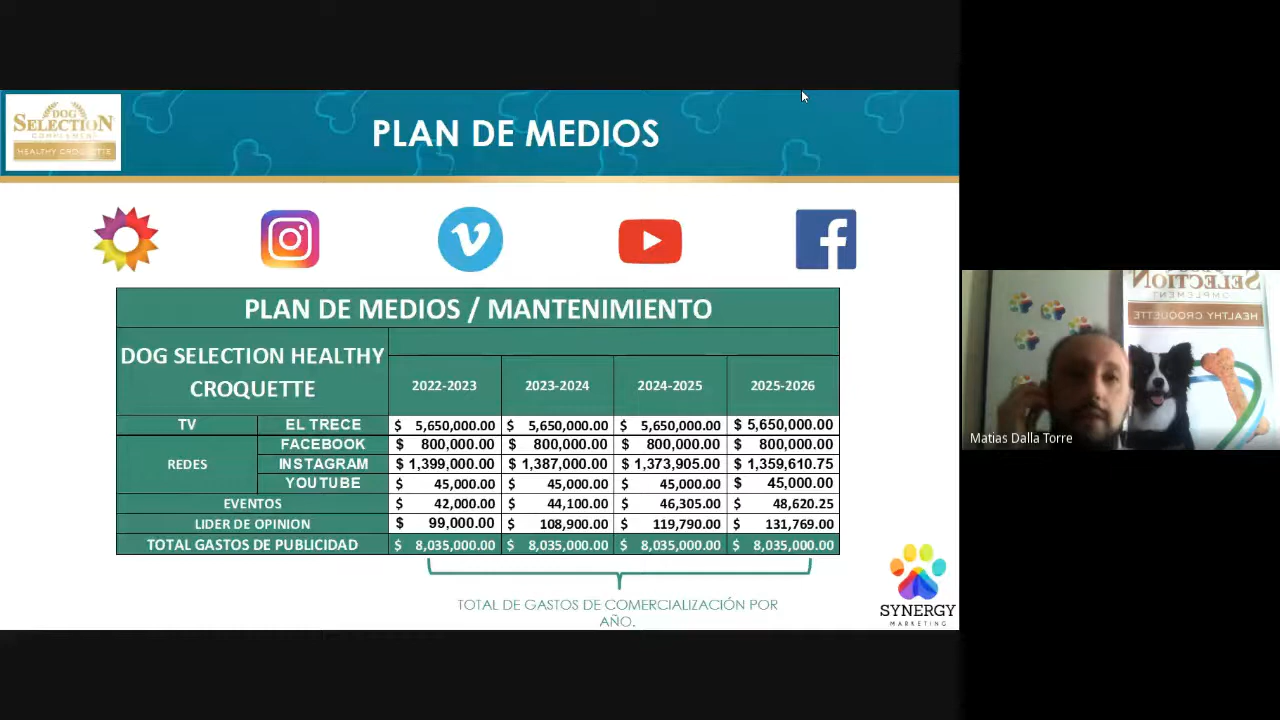 DOG
SELECTION
COMPLEMENT
HEALTHY CROQUETTE
PLAN DE MEDIOS
PLAN DE MEDIOS / MANTENIMIENTO
DOG SELECTION HEALTHY
CROQUETTE
2022-2023 2023-2024 2024-2025 2025-2026
TV EL TRECE $ 5,650,000.00 $ 5,650,000.00 $ 5,650,000.00 $ 5,650,000.00
REDES
FACEBOOK $ 800,000.00 $ 800,000.00 $ 800,000.00 $ 800,000.00
INSTAGRAM $ 1,399,000.00 $ 1,387,000.00 $ 1,373,905.00 $ 1,359,610.75
YOUTUBE $ 45,000.00 $ 45,000.00 $ 45,000.00 $ 45,000.00
EVENTOS $ 42,000.00 $ 44,100.00 $ 46,305.00 $ 48,620.25
LIDER DE OPINION $ 99,000.00 $ 108,900.00 $ 119,790.00 $ 131,769.00
TOTAL GASTOS DE PUBLICIDAD $ 8,035,000.00 $ 8,035,000.00 $ 8,035,000.00 $ 8,035,000.00
TOTAL DE GASTOS DE COMERCIALIZACIÓN POR
AÑO.
SYNERGY
MARKETING
SELECTION
HEALTHY CROQUETTE
Matias Dalla Torre